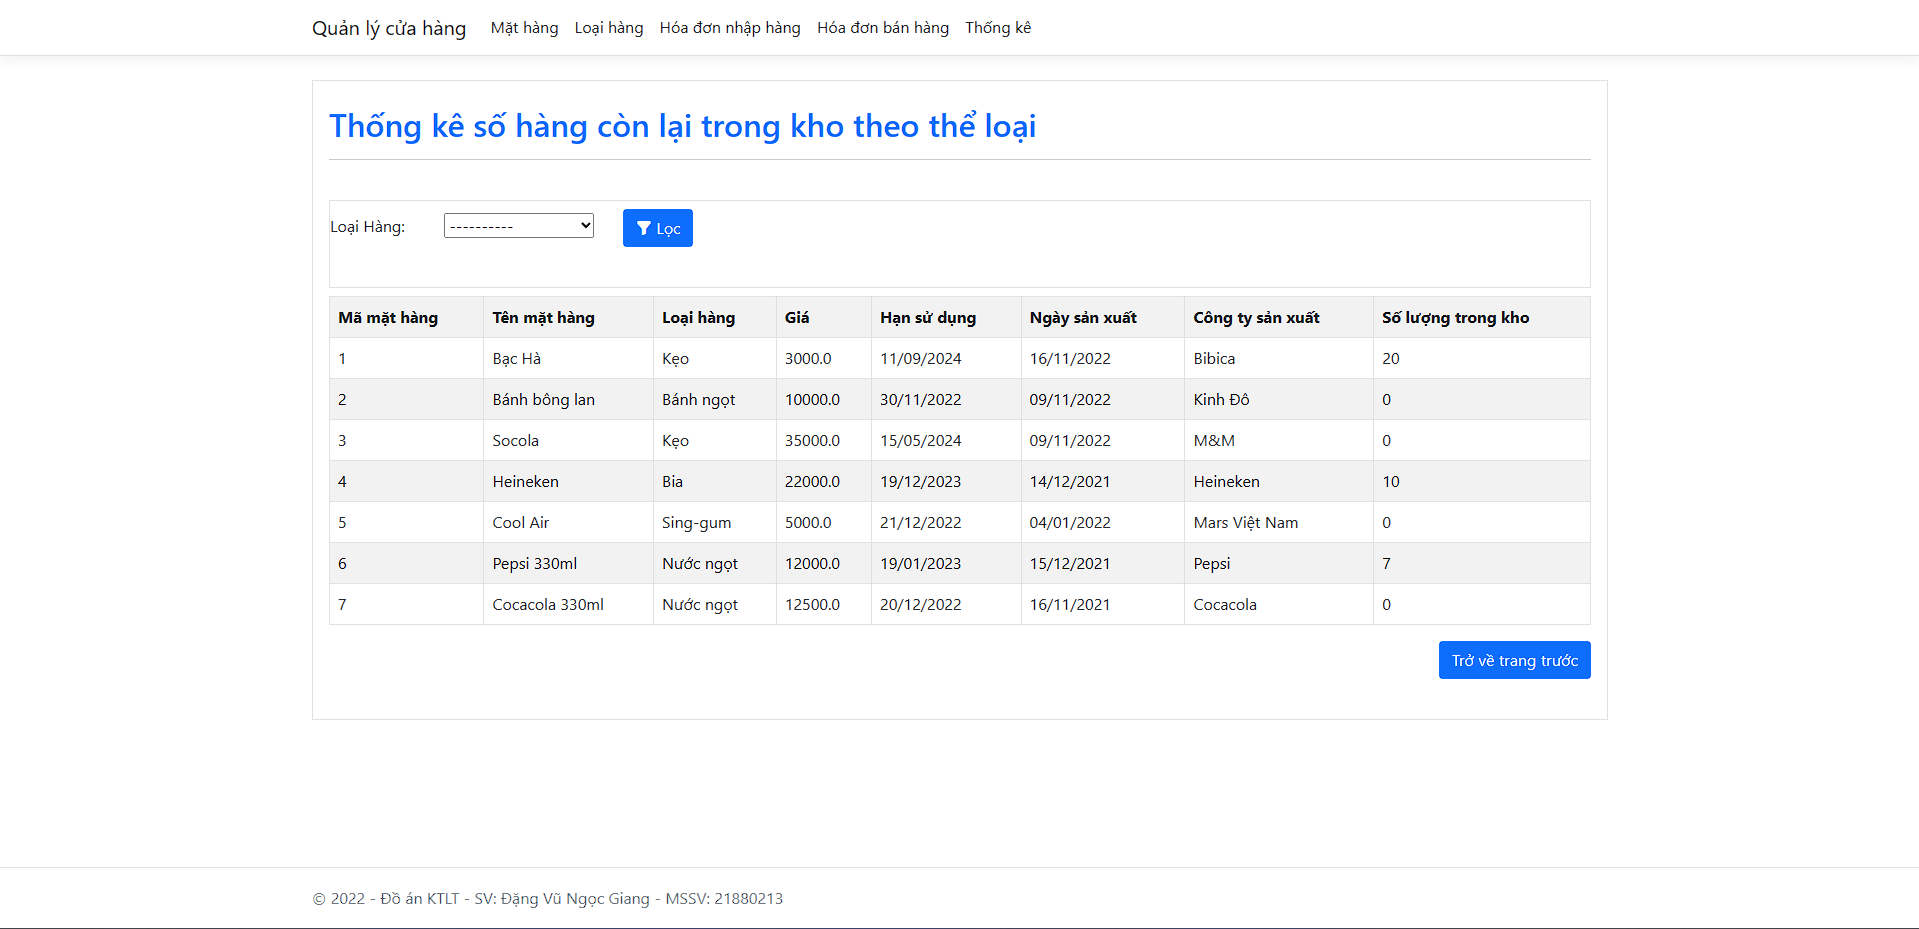 Quản lý cửa hàng Mặt hàng Loại hàng Hóa đơn nhập hàng Hóa đơn bán hàng Thống kê
Thống kê số hàng còn lại trong kho theo thể loại
Loại Hàng: ---------- Lọc
Mã mặt hàng Tên mặt hàng Loại hàng Giá Hạn sử dụng Ngày sản xuất Công ty sản xuất Số lượng trong kho
1 Bạc Hà Kẹo 3000.0 11/09/2024 16/11/2022 Bibica 20
2 Bánh bông lan Bánh ngọt 10000.0 30/11/2022 09/11/2022 Kinh Đô 0
3 Socola Kẹo 35000.0 15/05/2024 09/11/2022 M&M 0
4 Heineken Bia 22000.0 19/12/2023 14/12/2021 Heineken 10
5 Cool Air Sing-gum 5000.0 21/12/2022 04/01/2022 Mars Việt Nam 0
6 Pepsi 330ml Nước ngọt 12000.0 19/01/2023 15/12/2021 Pepsi 7
7 Cocacola 330ml Nước ngọt 12500.0 20/12/2022 16/11/2021 Cocacola 0
Trở về trang trước
© 2022 - Đồ án KTLT - SV: Đặng Vũ Ngọc Giang - MSSV: 21880213